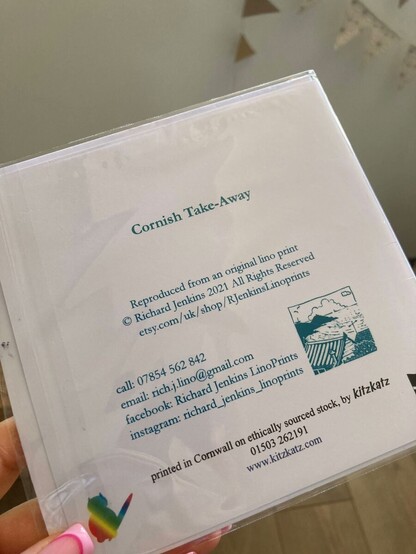 Cornish Take-Away
Reproduced from an original lino print
© Richard Jenkins 2021 All Rights Reserved
etsy.com/uk/shop/RJenkinsLinoprints
call: 07854 562 842
email: rich.j.lino@gmail.com
facebook: Richard Jenkins LinoPrints
instagram: richard_jenkins_linoprints
printed in Cornwall on ethically sourced stock, by kitzkatz
01503 262191
www.kitzkatz.com